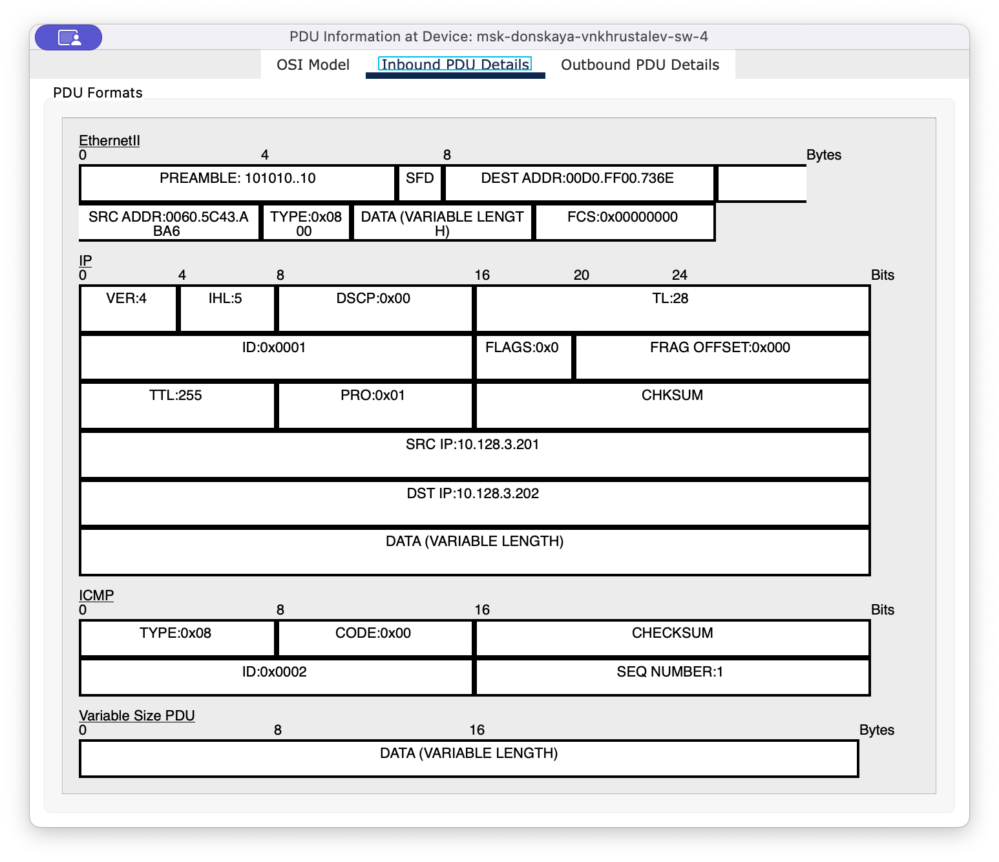 PDU Information at Device: msk-donskaya-vnkhrustalev-sw-4
OSI Model Inbound PDU Details Outbound PDU Details
PDU Formats
EthernetII
0 4 8 Bytes
PREAMBLE: 101010..10 SFD DEST ADDR:00D0.FF00.736E
SRC ADDR:0060.5C43.A TYPE:0x08 DATA (VARIABLE LENGT FCS:0x00000000
BA6 00 H)
IP
0 4 8 16 20 24 Bits
VER:4 IHL:5 DSCP:0x00 TL:28
ID:0x0001 FLAGS:0x0 FRAG OFFSET:0x000
TTL:255 PRO:0x01 CHKSUM
SRC IP:10.128.3.201
DST IP:10.128.3.202
DATA (VARIABLE LENGTH)
ICMP
0 8 16 Bits
TYPE:0x08 CODE:0x00 CHECKSUM
ID:0x0002 SEQ NUMBER:1
Variable Size PDU
0 8 16 Bytes
DATA (VARIABLE LENGTH)